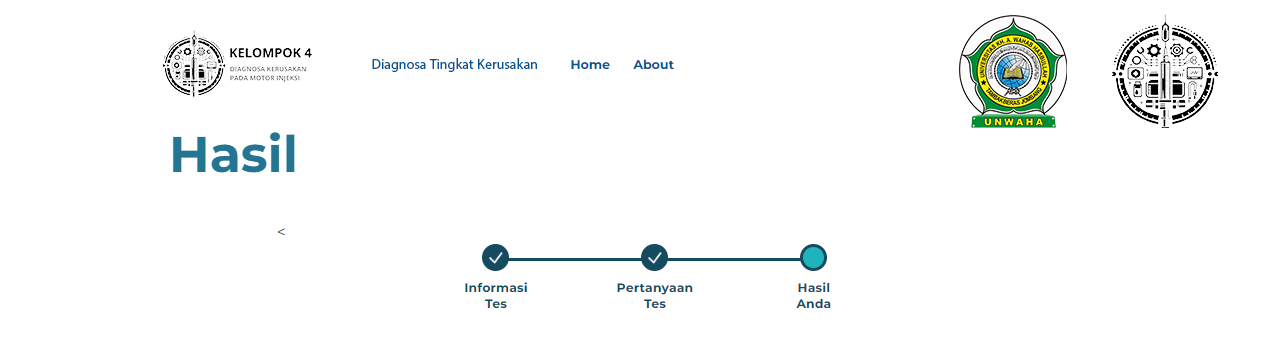 KELOMPOK 4
DIAGNOSA KERUSAKAN
PADA MOTOR INJEKSI
Diagnosa Tingkat Kerusakan
Home
About
UNIVERSITAS KH. A. WAHAB HASBULLAH
TAMBAKBERAS JOMBANG
UNWAHA
Hasil
<
Informasi
Tes
Pertanyaan
Tes
Hasil
Anda